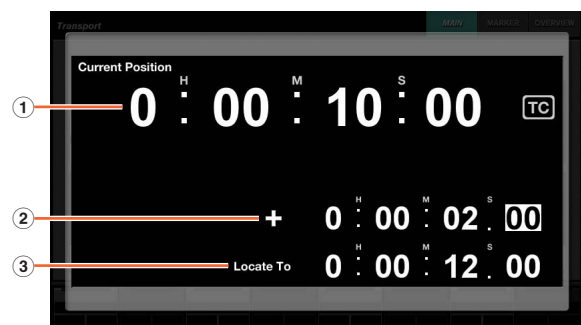 Transport MAIN MARKER OVERVIEW
Current Position
H M S
1 0 : 00 : 10 : 00 TC
H M S
2 + 0 : 00 : 02 . 00
H M S
3 Locate To 0 : 00 : 12 . 00